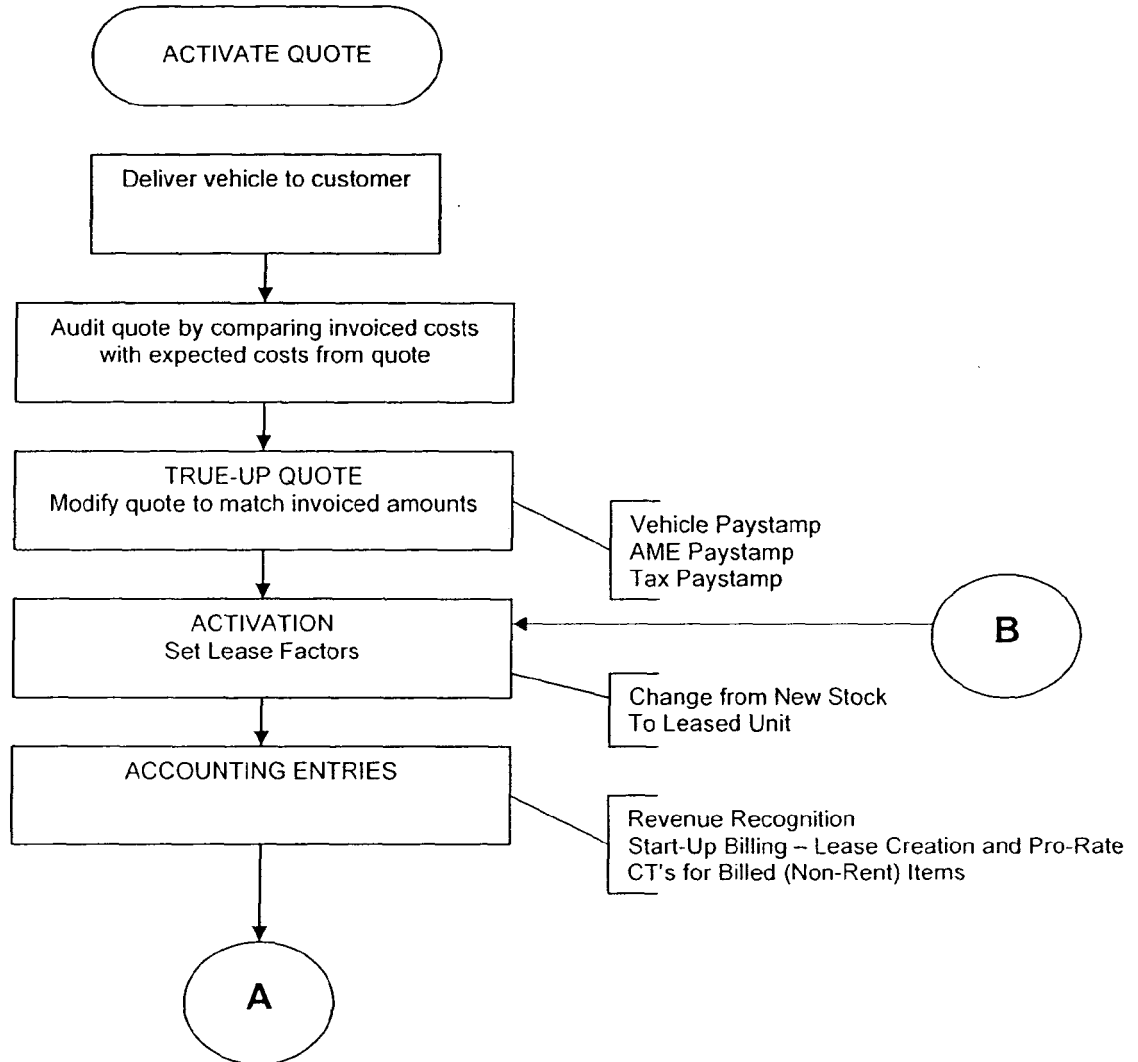 ACTIVATE QUOTE
Deliver vehicle to customer
Audit quote by comparing invoiced costs
with expected costs from quote
TRUE-UP QUOTE
Modify quote to match invoiced amounts
Vehicle Paystamp
AME Paystamp
Tax Paystamp
ACTIVATION
Set Lease Factors
B
Change from New Stock
To Leased Unit
ACCOUNTING ENTRIES
Revenue Recognition
Start-Up Billing – Lease Creation and Pro-Rate
CT's for Billed (Non-Rent) Items
A